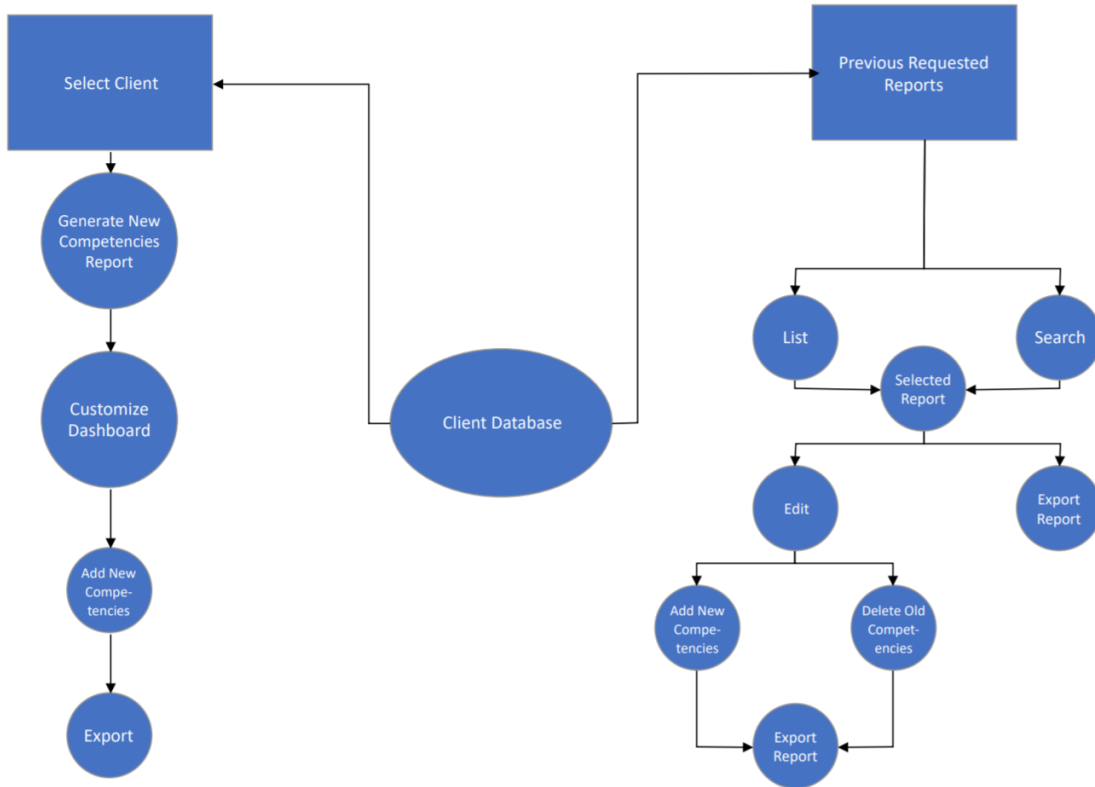 Select Client
Previous Requested
Reports
Generate New
Competencies
Report
List
Search
Selected
Report
Customize
Dashboard
Client Database
Edit
Export
Report
Add New
Compe-
tencies
Add New
Compe-
tencies
Delete Old
Compet-
encies
Export
Export
Report